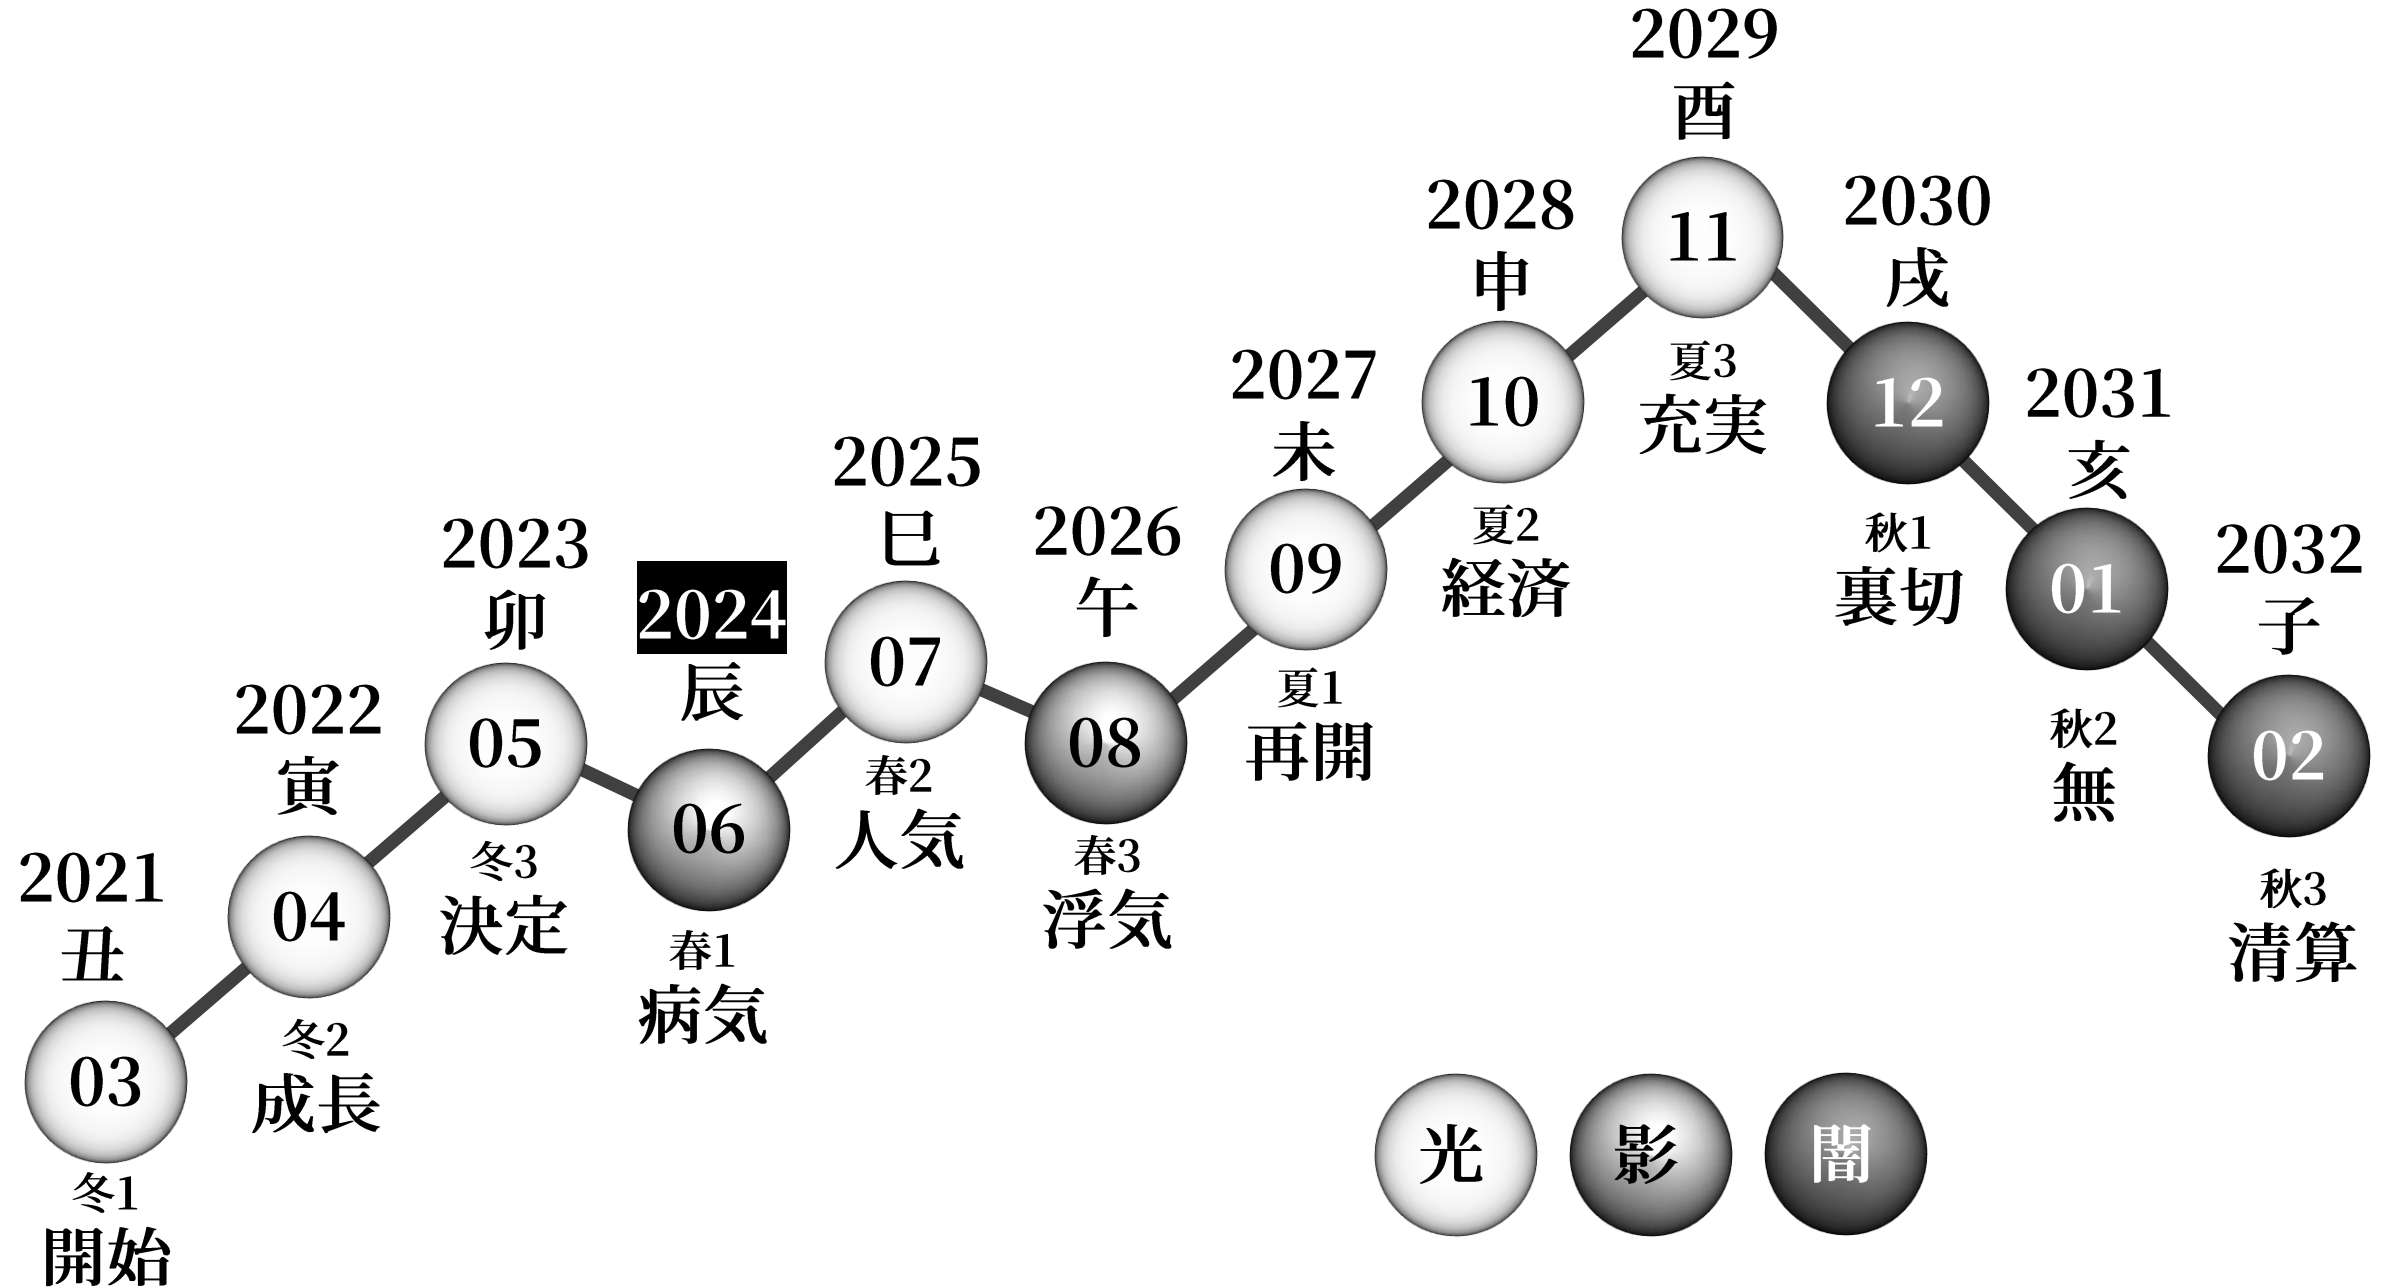 2021
丑
03
冬1
開始
2022
寅
04
冬2
成長
2023
卯
05
冬3
決定
2024
辰
06
春1
病気
2025
巳
07
春2
人気
2026
午
08
春3
浮気
2027
未
09
夏1
再開
2028
申
10
夏2
経済
2029
酉
11
夏3
充実
2030
戌
12
秋1
裏切
2031
亥
01
秋2
無
2032
子
02
秋3
清算
光 影 闇